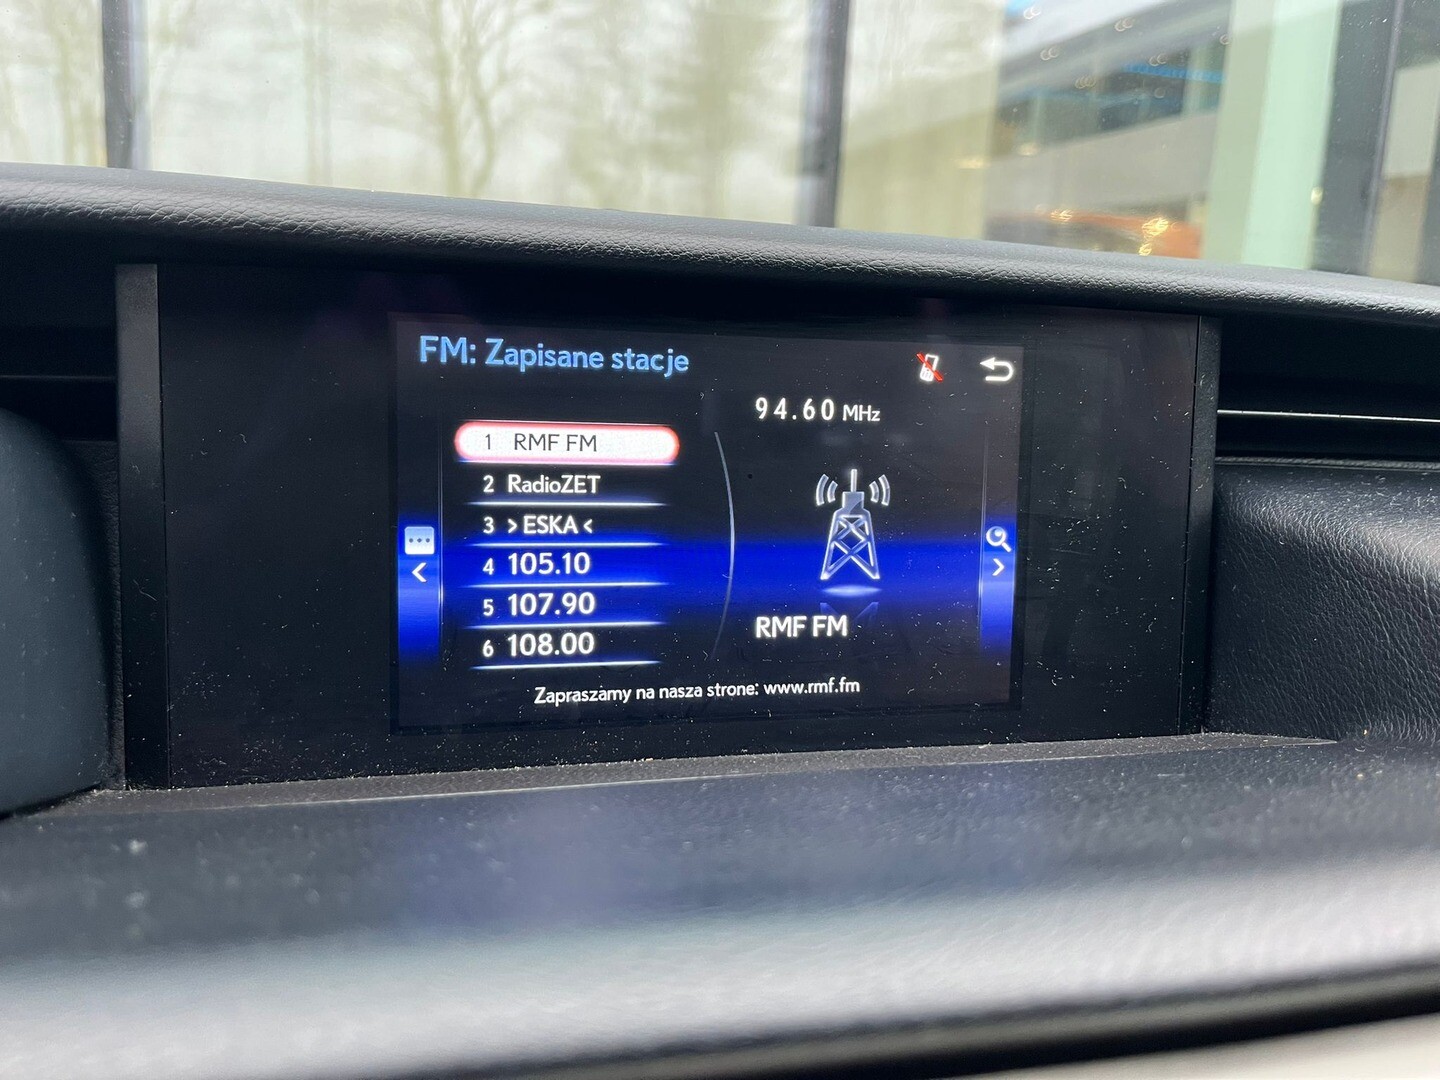 FM: Zapisane stacje
94.60 MHz
1 RMF FM
2 RadioZET
3 > ESKA <
4 105.10
5 107.90
6 108.00
RMF FM
Zapraszamy na nasza strone: www.rmf.fm